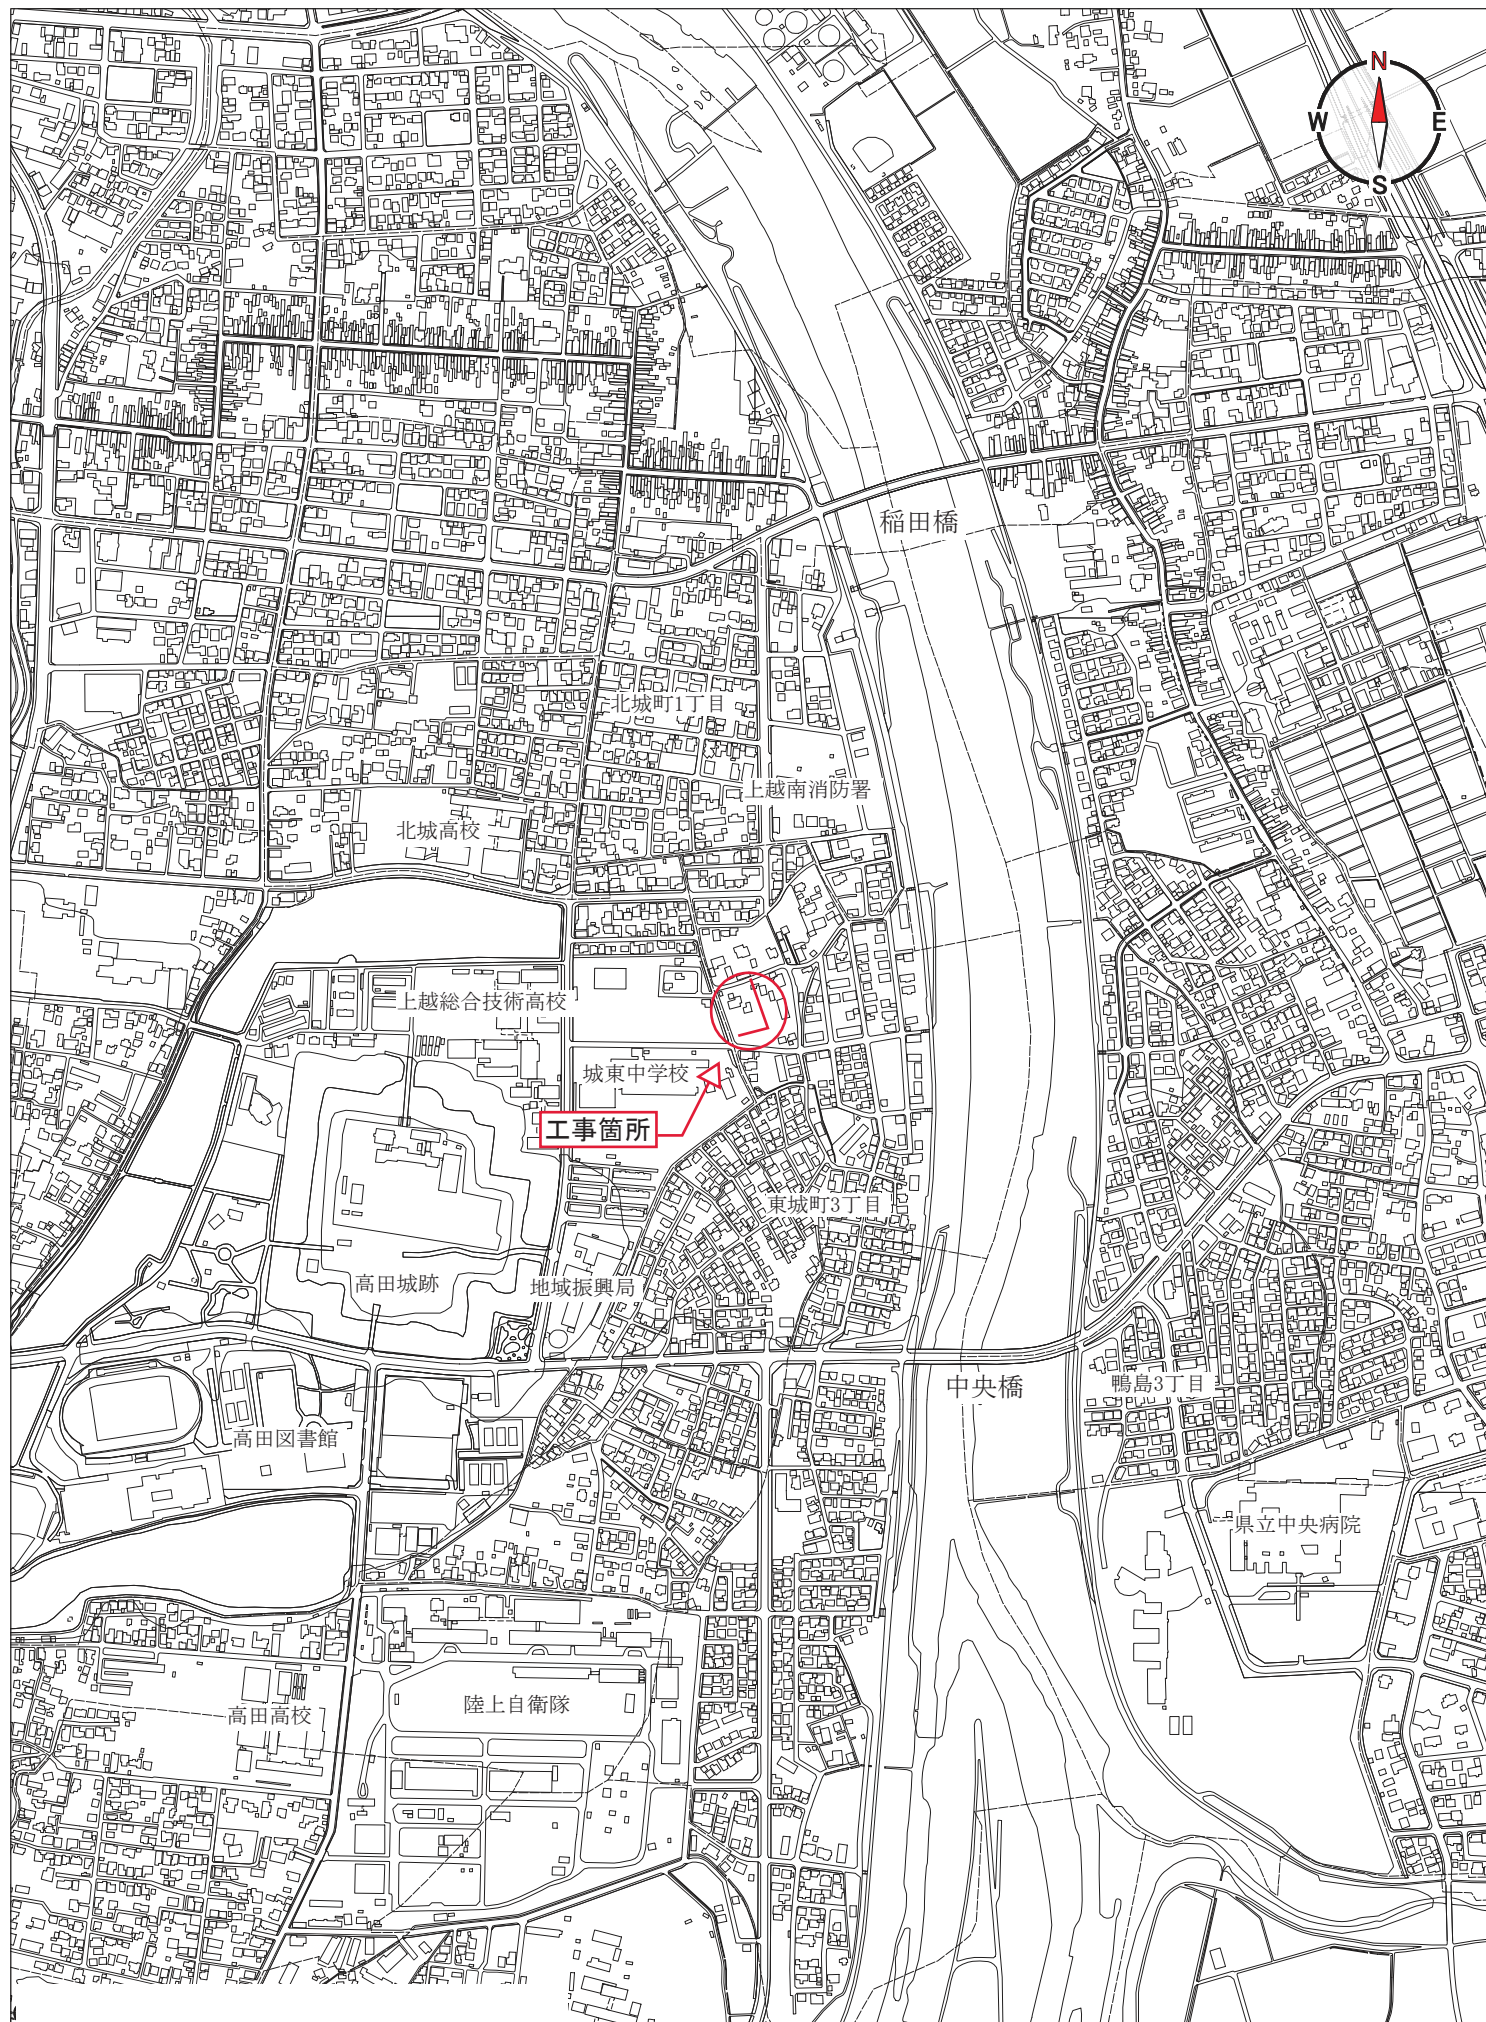 N
W
E
S
稲田橋
北城町1丁目
上越南消防署
北城高校
上越総合技術高校
城東中学校
工事箇所
東城町3丁目
高田城跡
地域振興局
中央橋
鴨島3丁目
高田図書館
県立中央病院
陸上自衛隊
高田高校